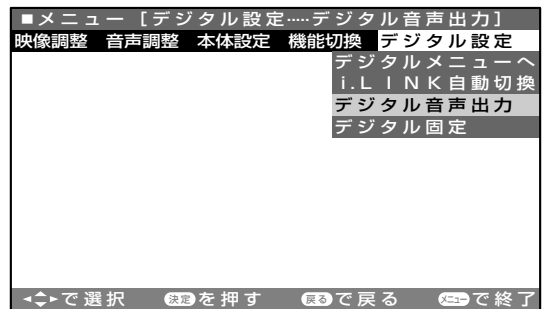 ■メニュー [デジタル設定……デジタル音声出力]
映像調整 音声調整 本体設定 機能切換 デジタル設定
デジタルメニューへ
i.LINK自動切換
デジタル音声出力
デジタル固定
で選択 決定を押す 戻るで戻る メニューで終了